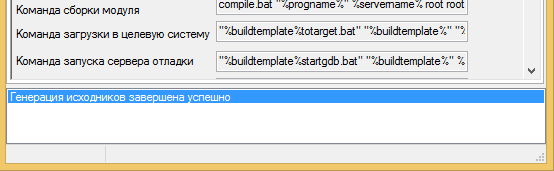 Команда сборки модуля compile.bat "%progname%" %servername% root root
Команда загрузки в целевую систему "%buildtemplate%totarget.bat" "%buildtemplate%" "%
Команда запуска сервера отладки "%buildtemplate%startgdb.bat" "%buildtemplate%" %
Генерация исходников завершена успешно